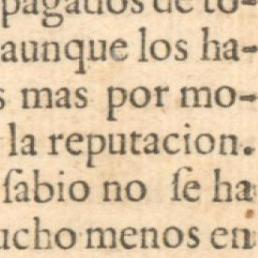 pagados de to-
aunque los ha-
s mas por mo-
la reputacion.
ſabio no ſe ha
ucho menos en